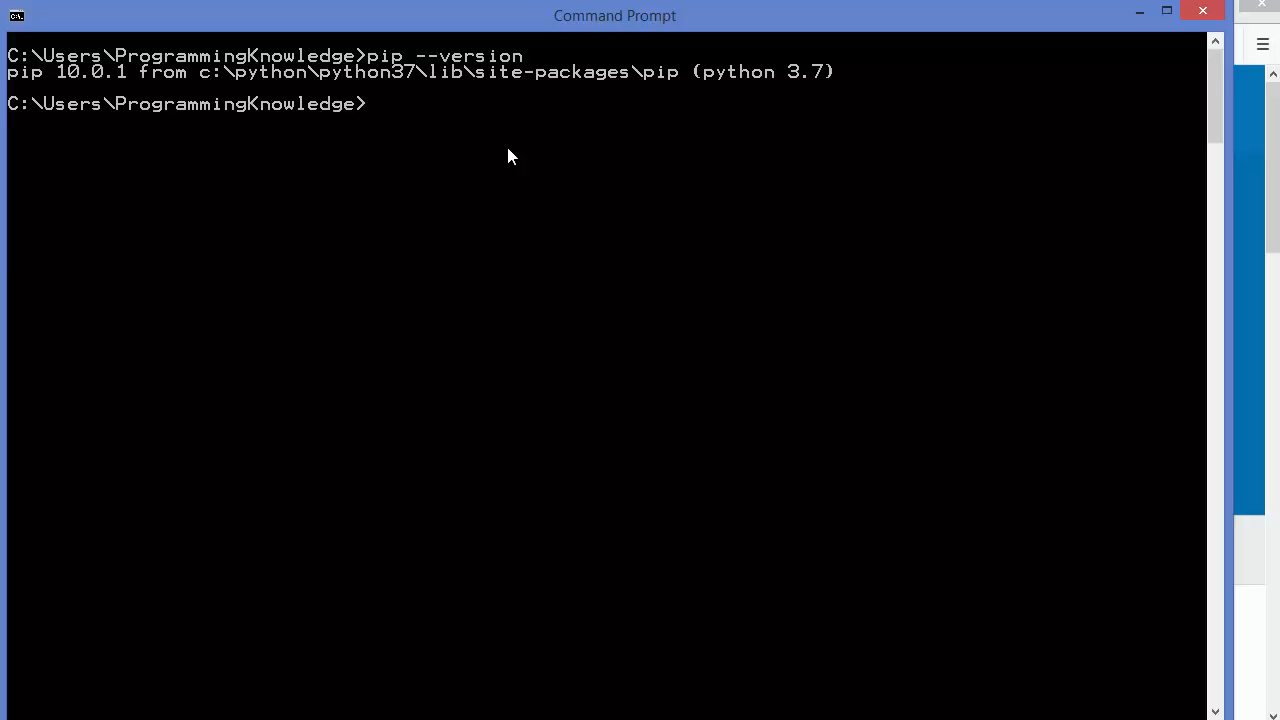 Command Prompt
C:\Users\ProgrammingKnowledge>pip --version
pip 10.0.1 from c:\python\python37\lib\site-packages\pip (python 3.7)
C:\Users\ProgrammingKnowledge>